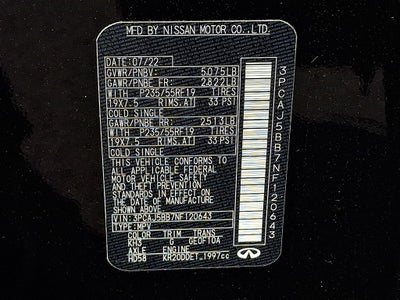 MFD BY NISSAN MOTOR CO.,LTD.
DATE: 07/22
GVWR/PNBV: 5075LB
GAWR/PNBE FR: 2822LB
WITH P235/55RF19 TIRES
19X7.5 RIMS,AT 33 PSI
COLD SINGLE
GAWR/PNBE RR: 2513LB
WITH P235/55RF19 TIRES
19X7.5 RIMS,AT 33 PSI
COLD SINGLE
THIS VEHICLE CONFORMS TO
ALL APPLICABLE FEDERAL
MOTOR VEHICLE SAFETY
AND THEFT PREVENTION
STANDARDS IN EFFECT ON
THE DATE OF MANUFACTURE
SHOWN ABOVE.
VIN: 3PCAJ5BB7NF120643
TYPE: MPV
COLOR TRIM TRANS
KH3 G GE0F10A
AXLE ENGINE
HD58 KR20DDET 1997cc
3PCAJ5BB7NF120643